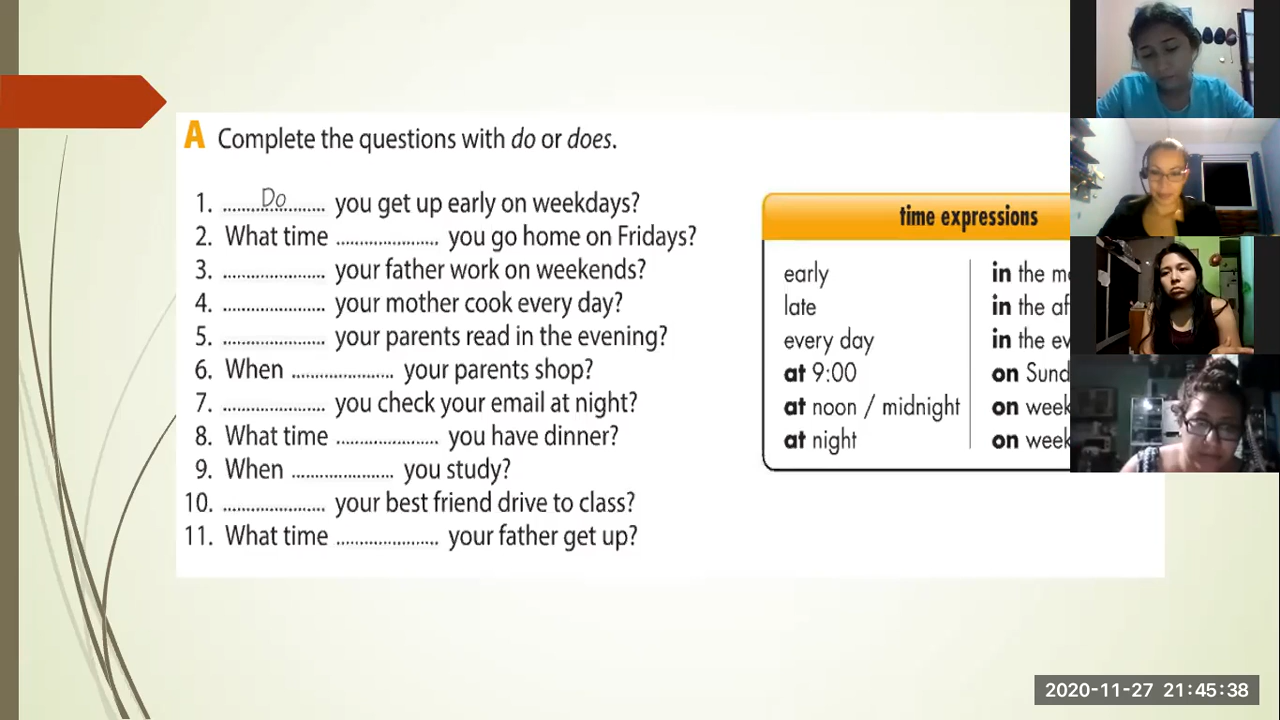 A Complete the questions with do or does.
1. ......Do...... you get up early on weekdays?
2. What time ...................... you go home on Fridays?
3. ...................... your father work on weekends?
4. ...................... your mother cook every day?
5. ...................... your parents read in the evening?
6. When ...................... your parents shop?
7. ...................... you check your email at night?
8. What time ...................... you have dinner?
9. When ...................... you study?
10. ...................... your best friend drive to class?
11. What time ...................... your father get up?
time expressions
early
late
every day
at 9:00
at noon / midnight
at night
in the
in the
in the
on
on
on
2020-11-27 21:45:38